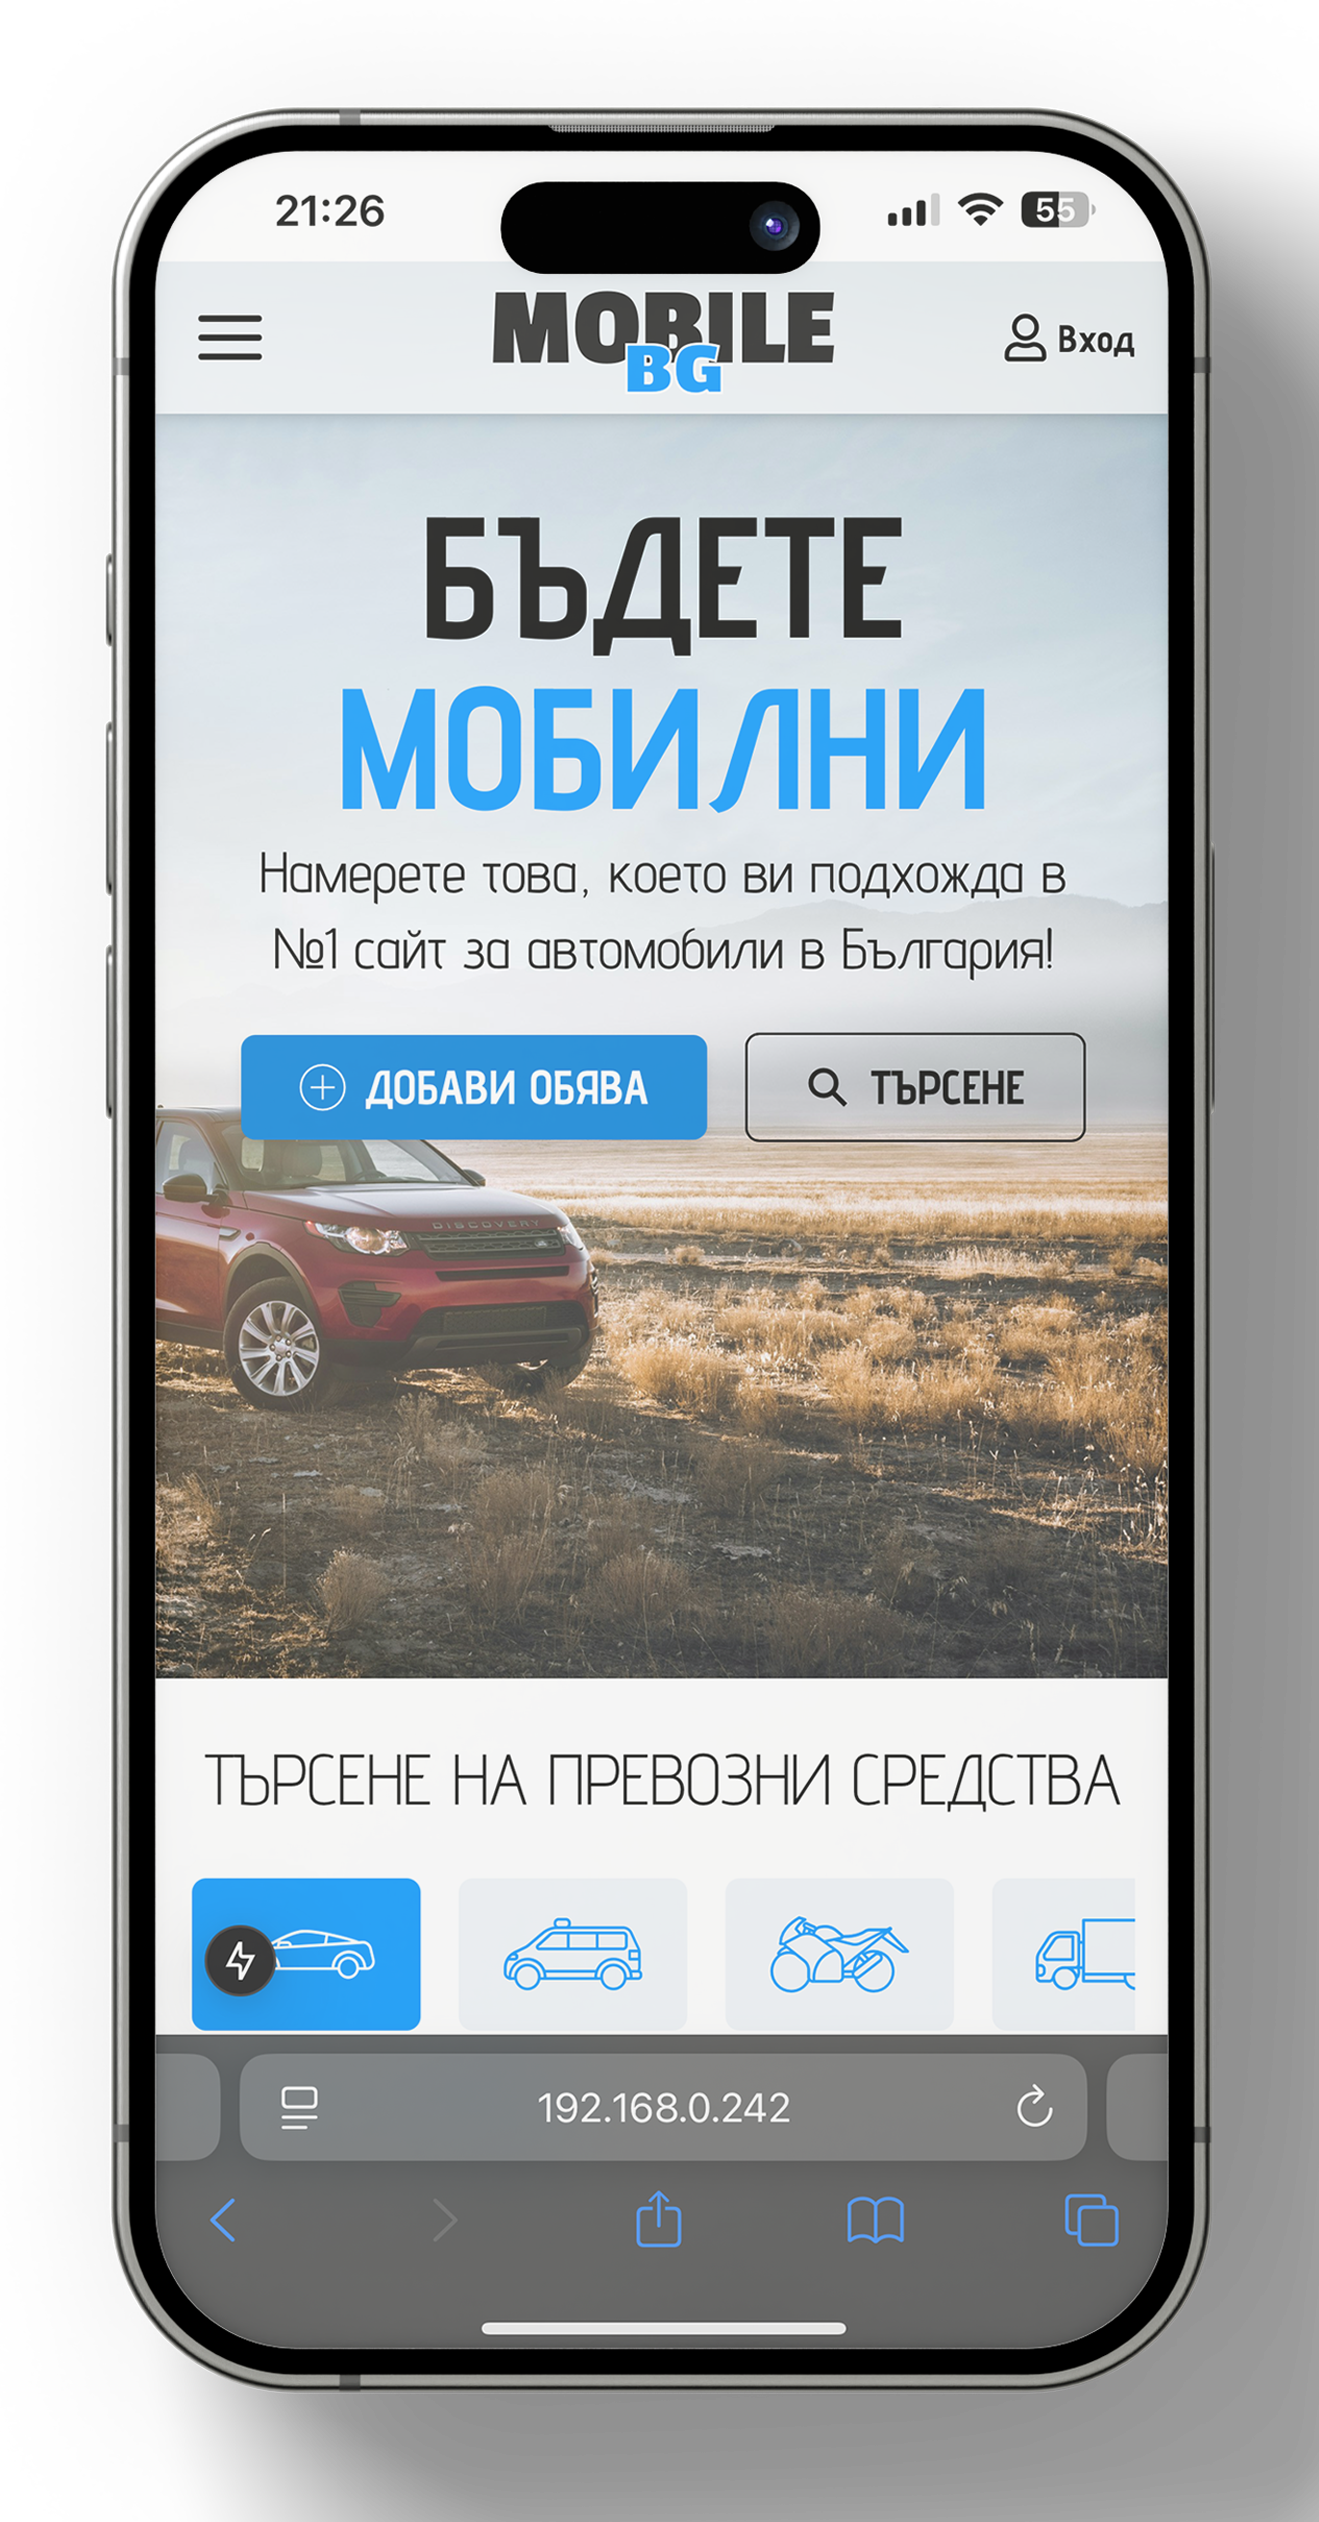 21:26
55
MOBILE
BG
Вход
БЪДЕТЕ
МОБИЛНИ
Намерете това, което ви подхожда в
№1 сайт за автомобили в България!
ДОБАВИ ОБЯВА
ТЪРСЕНЕ
DISCOVERY
ТЪРСЕНЕ НА ПРЕВОЗНИ СРЕДСТВА
192.168.0.242